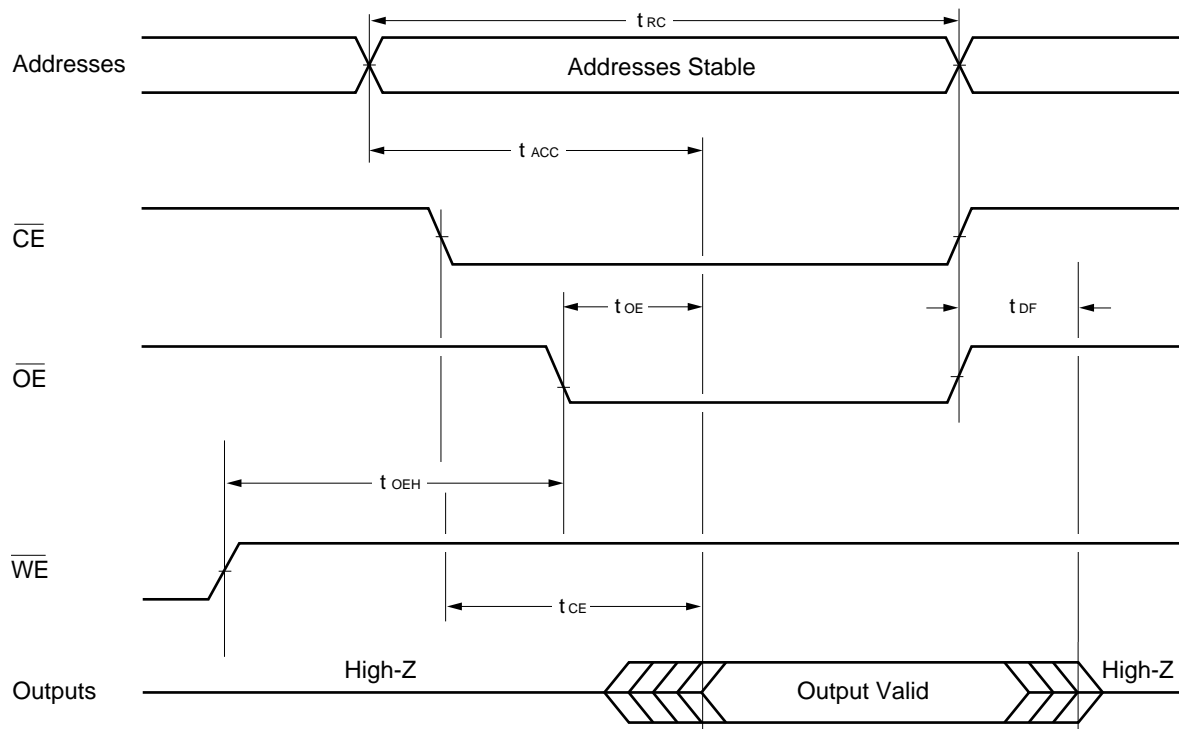 t RC
Addresses
Addresses Stable
t ACC
CE
t OE
t DF
OE
t OEH
WE
t CE
High-Z
High-Z
Outputs
Output Valid